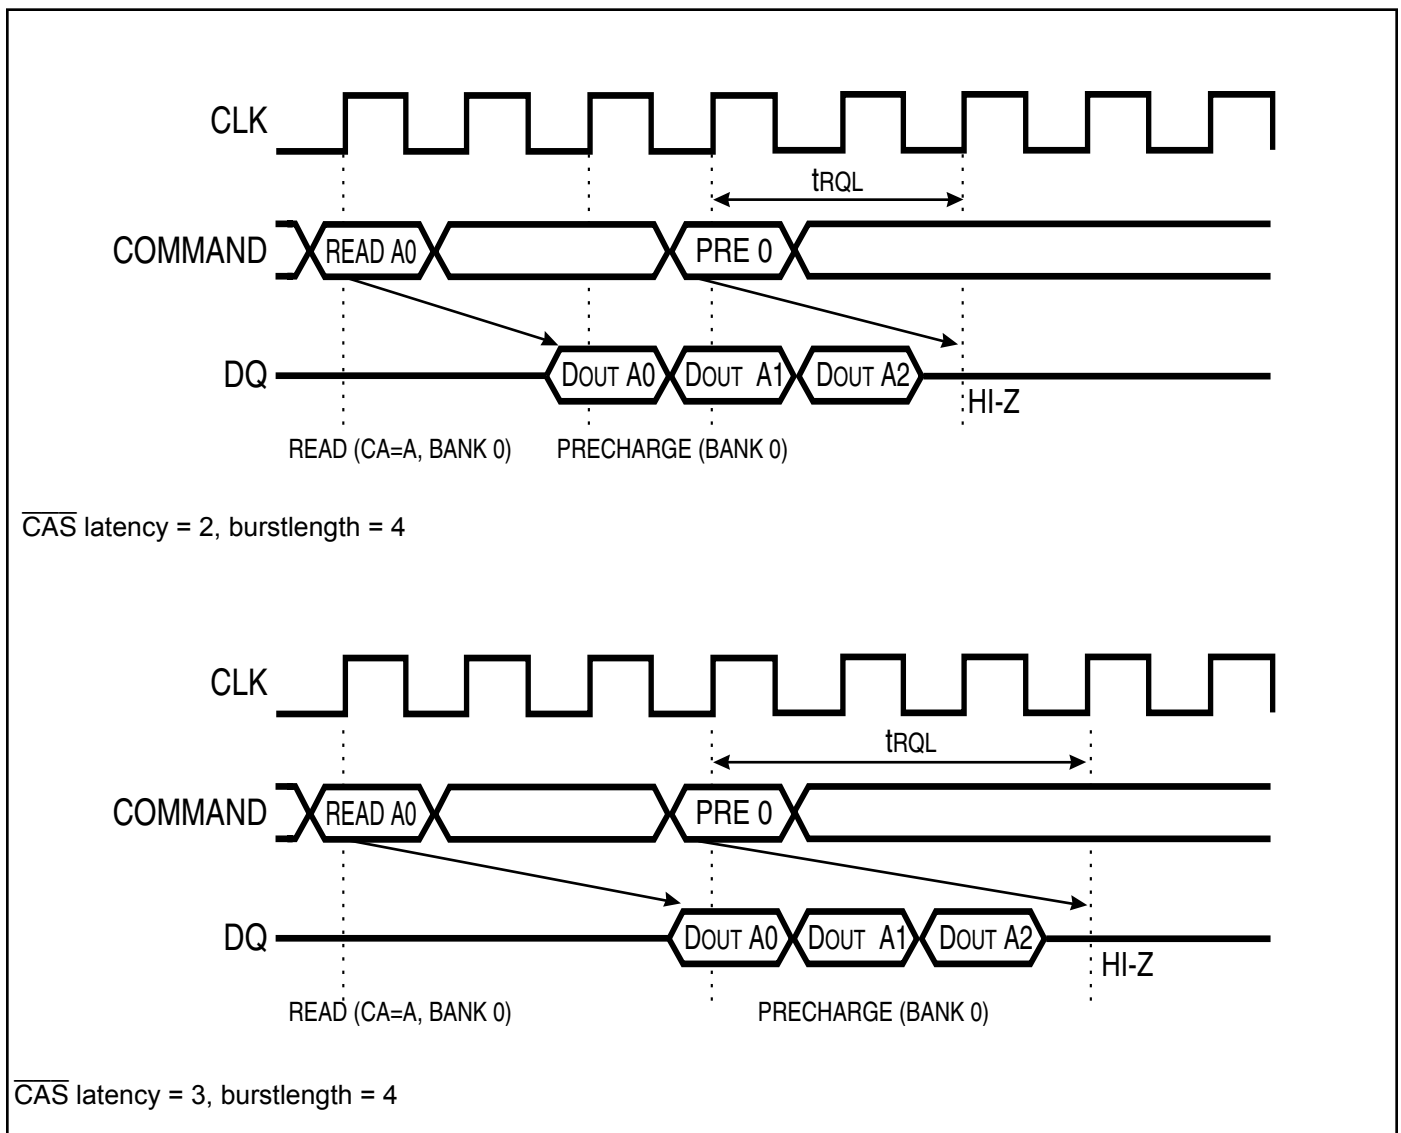 CLK
tRQL
COMMAND READ A0 PRE 0
DQ DOUT A0 DOUT A1 DOUT A2
HI-Z
READ (CA=A, BANK 0) PRECHARGE (BANK 0)
CAS latency = 2, burstlength = 4
CLK
tRQL
COMMAND READ A0 PRE 0
DQ DOUT A0 DOUT A1 DOUT A2
HI-Z
READ (CA=A, BANK 0) PRECHARGE (BANK 0)
CAS latency = 3, burstlength = 4